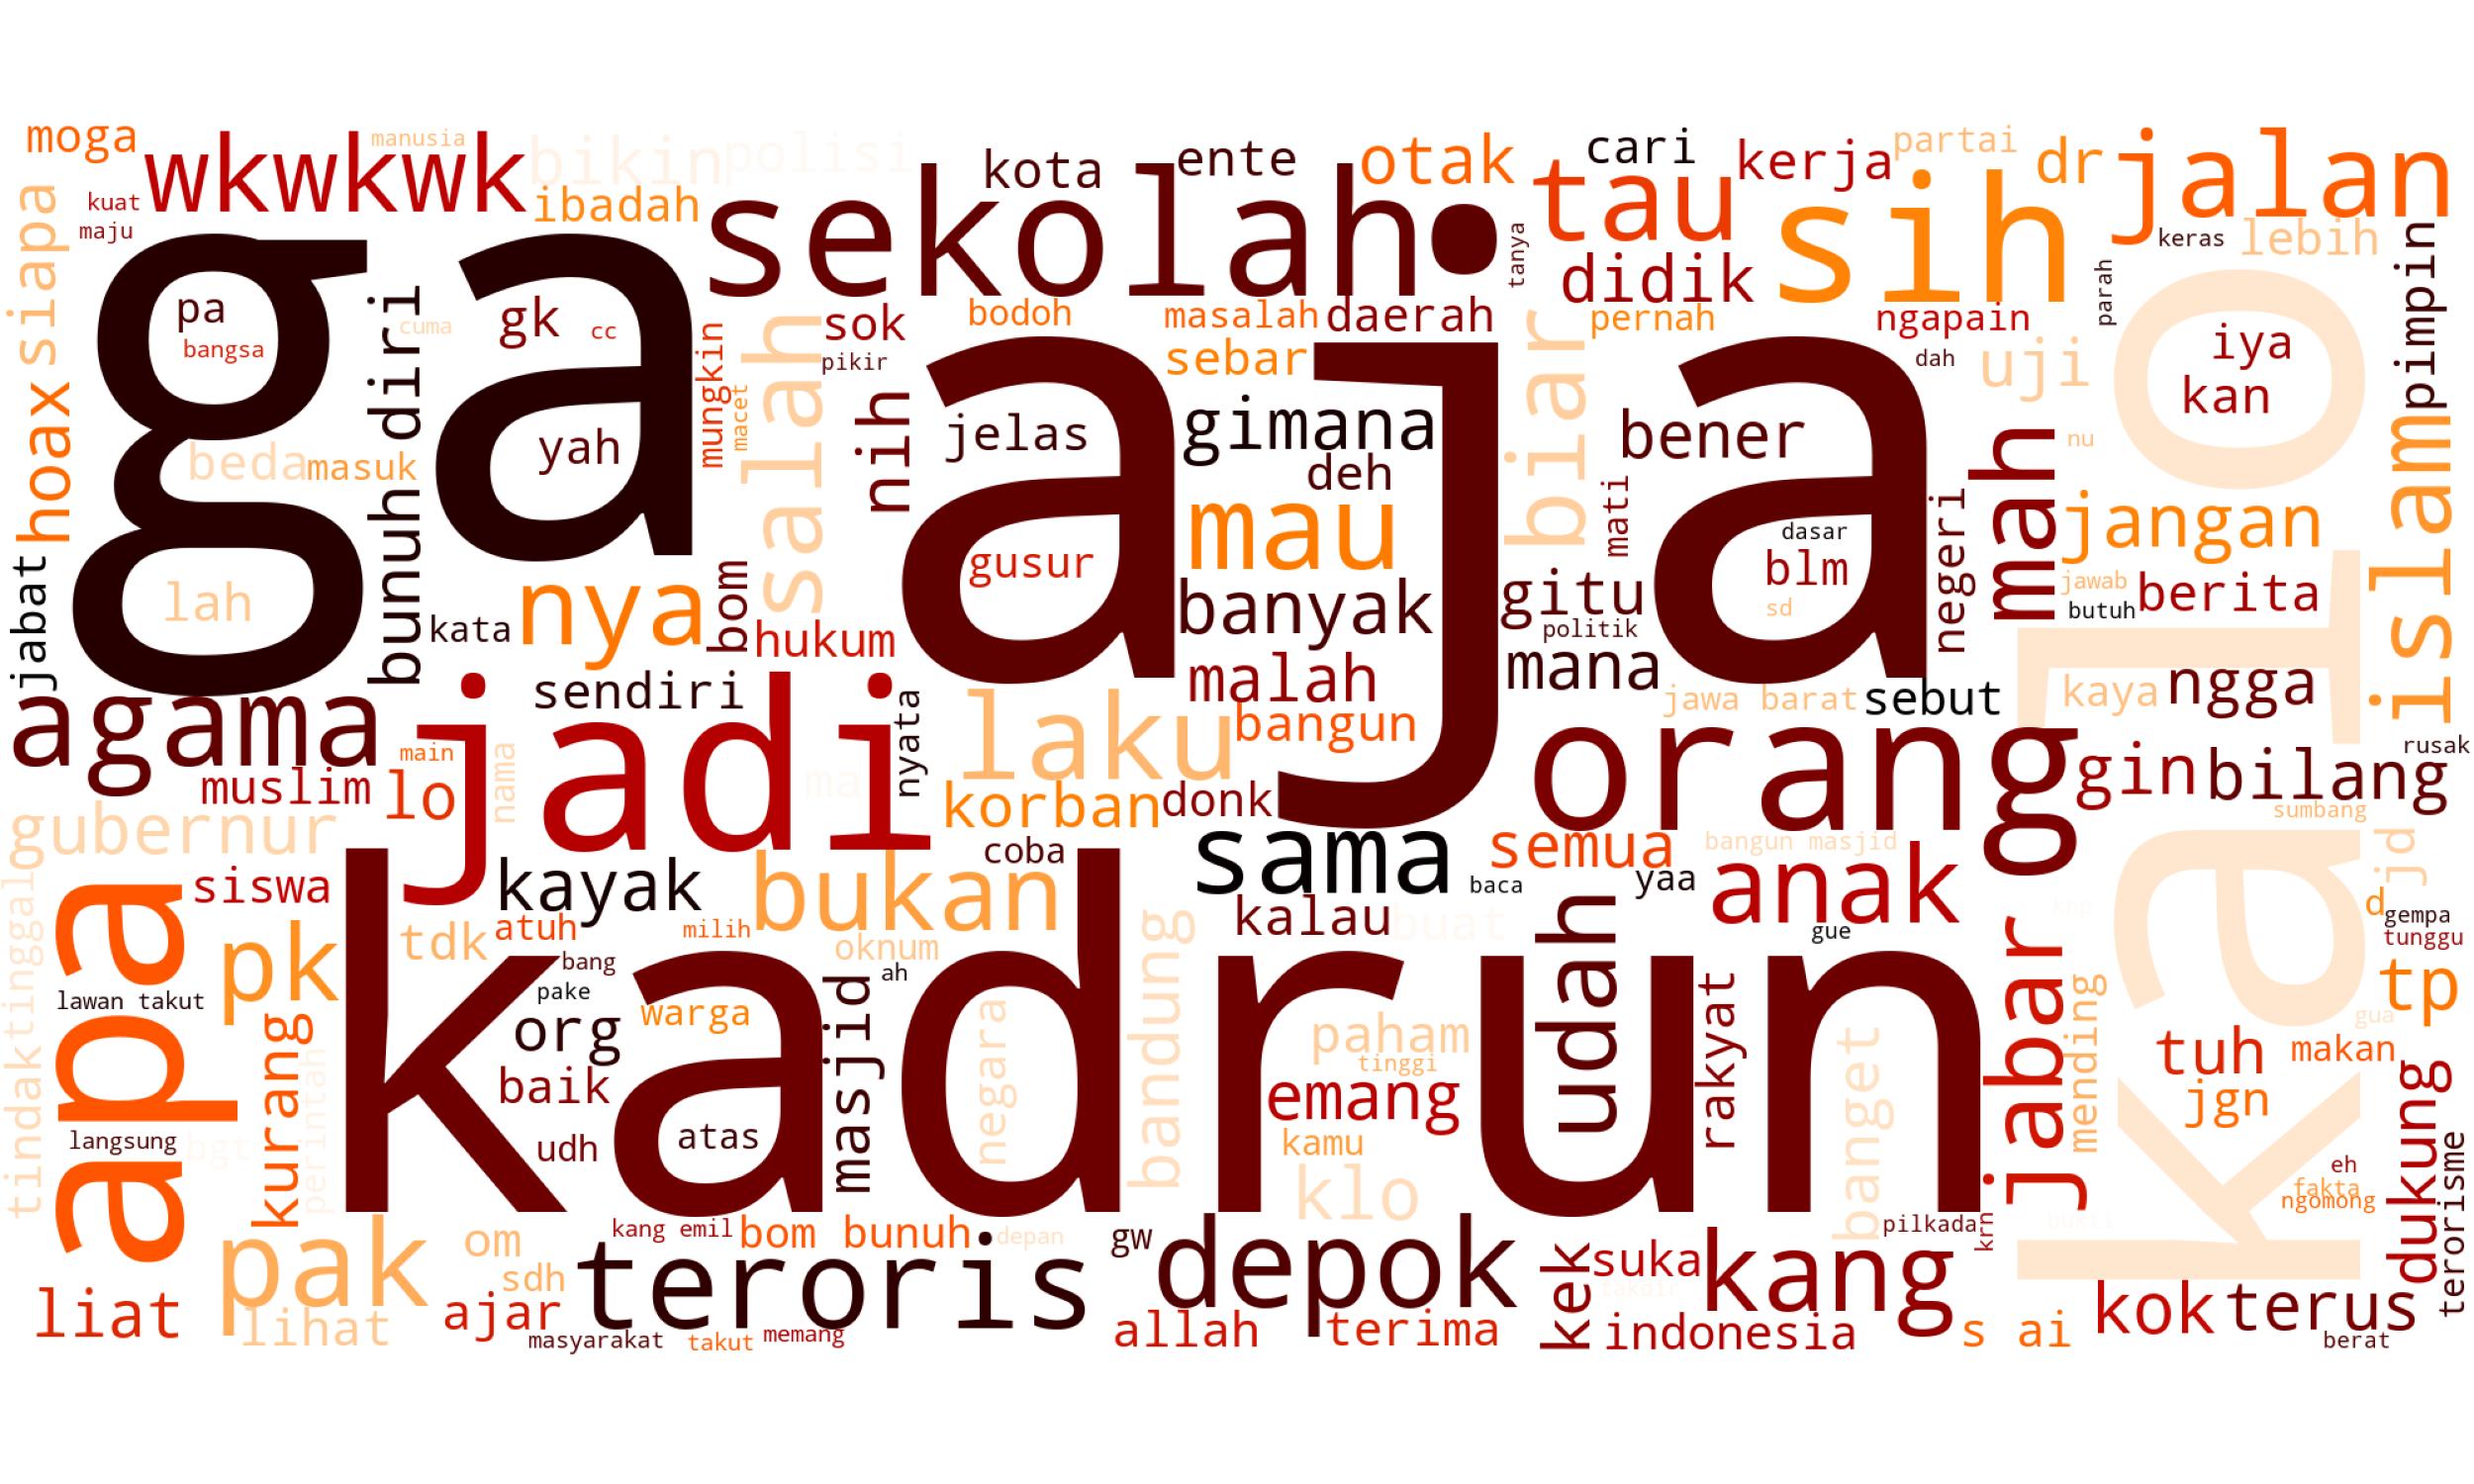 moga
wkwkwk
manusia
bikin
polisi
kota
ente
otak
cari
kerja
partai
dr
jalan
kuat
maju
ibadah
sekolah
tau
sih
keras
lebih
siapa
ga
pa
bangsa
diri
cuma
gk
cc
sok
bodoh
masalah
daerah
tanya
didik
pernah
ngapain
parah
pimpin
hoax
beda
masuk
yah
mungkin
macet
salah
pikir
nih
aja
jelas
sebar
gimana
deh
biar
bener
dah
uji
iya
kan
kalo
islam
lah
bunuh
kata
nya
bom
hukum
gusur
mau
banyak
gitu
politik
mati
dasar
blm
sd
negeri
mah
nu
jangan
jawab
butuh
berita
jabat
agama
muslim
sendiri
jadi
nyata
laku
malah
bangun
mana
jawa barat
sebut
kaya
ngga
main
lo
nama
ma
korban
donk
orang
gin
bilang
rusak
sumbang
gubernur
siswa
kayak
bukan
coba
sama
semua
baca
yaa
bangun masjid
anak
jd
d
gempa
tunggu
tinggal
apa
pk
tdk
atuh
milih
oknum
kalau
buat
udah
gue
jabar
tp
lawan takut
kadrun
bang
pake
ah
org
warga
masjid
negara
bandung
paham
tinggi
rakyat
banget
mending
gua
tuh
makan
tindak
langsung
bgt
kurang
perintah
baik
udh
atas
emang
kamu
klo
jgn
eh
fakta
ngomong
dukung
terorisme
pak
om
sdh
kang emil
bom bunuh
depan
gw
depok
kek
suka
kang
pilkada
krn
liat
lihat
ajar
teroris
masyarakat
takut
memang
allah
terima
indonesia
s ai
kok
terus
berat